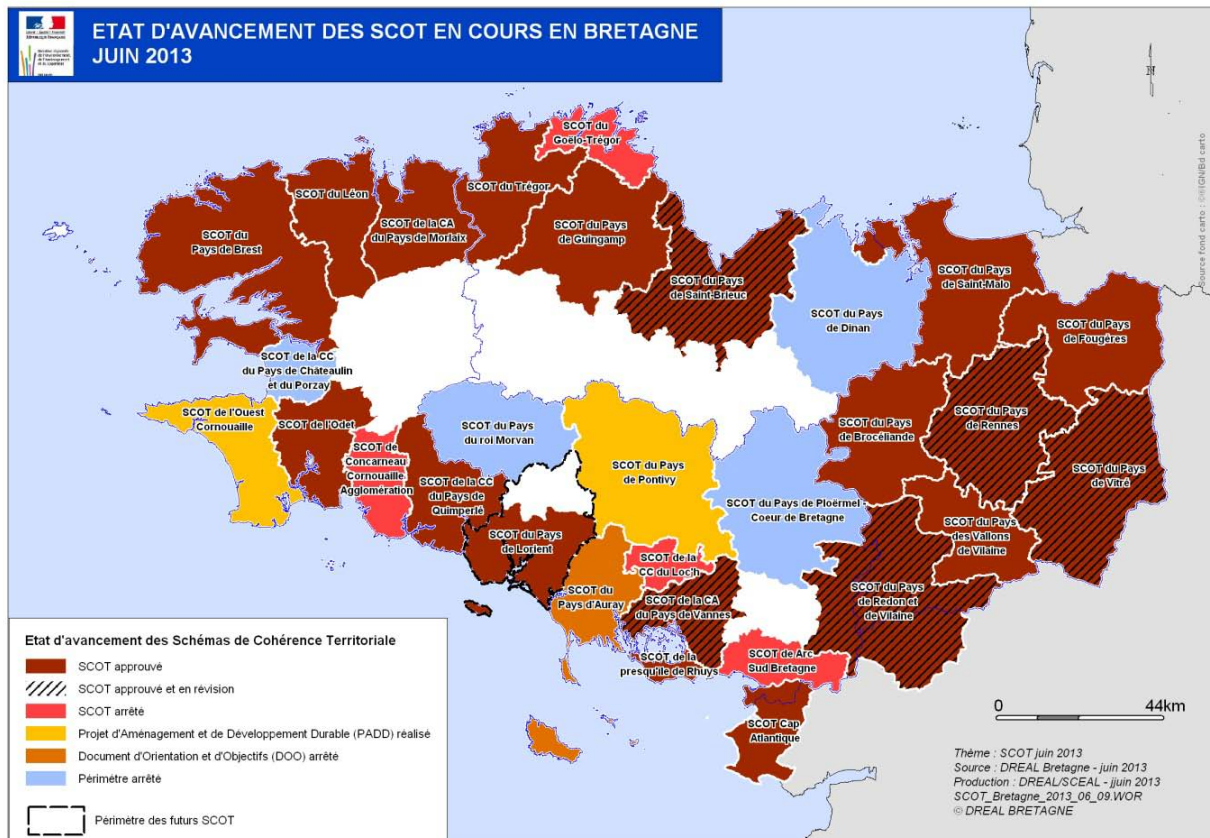 ETAT D'AVANCEMENT DES SCOT EN COURS EN BRETAGNE
JUIN 2013
N
Source fond carto : ©IGN/Bd carto
SCOT du
Goëlo-Trégor
SCOT du Léon
SCOT du Trégor
SCOT de la CA
du Pays de Morlaix
SCOT du Pays
de Guingamp
SCOT du
Pays de Brest
SCOT du Pays
de Saint-Brieuc
SCOT du Pays
de Saint-Malo
SCOT du Pays
de Dinan
SCOT du Pays
de Fougères
SCOT de la CC
du Pays de Châteaulin
et du Porzay
SCOT de l'Ouest
Cornouaille
SCOT de l'Odet
SCOT du Pays
du roi Morvan
SCOT du Pays
de Brocéliande
SCOT du Pays
de Rennes
SCOT de
Concarneau
Cornouaille
Agglomération
SCOT du Pays
de Pontivy
SCOT du Pays
de Vitré
SCOT de la CC
du Pays de
Quimperlé
SCOT du Pays de Ploërmel -
Coeur de Bretagne
SCOT du Pays
des Vallons
de Vilaine
SCOT du Pays
de Lorient
SCOT de la
CC du Loc'h
SCOT du
Pays d'Auray
SCOT de la CA
du Pays de Vannes
SCOT du Pays
de Redon et
de Vilaine
SCOT de la
presqu'île de Rhuys
SCOT de Arc
Sud Bretagne
SCOT Cap
Atlantique
Etat d'avancement des Schémas de Cohérence Territoriale
SCOT approuvé
SCOT approuvé et en révision
SCOT arrêté
Projet d'Aménagement et de Développement Durable (PADD) réalisé
Document d'Orientation et d'Objectifs (DOO) arrêté
Périmètre arrêté
Périmètre des futurs SCOT
0 44km
Thème : SCOT juin 2013
Source : DREAL Bretagne - juin 2013
Production : DREAL/SCEAL - jjuin 2013
SCOT_Bretagne_2013_06_09.WOR
© DREAL BRETAGNE